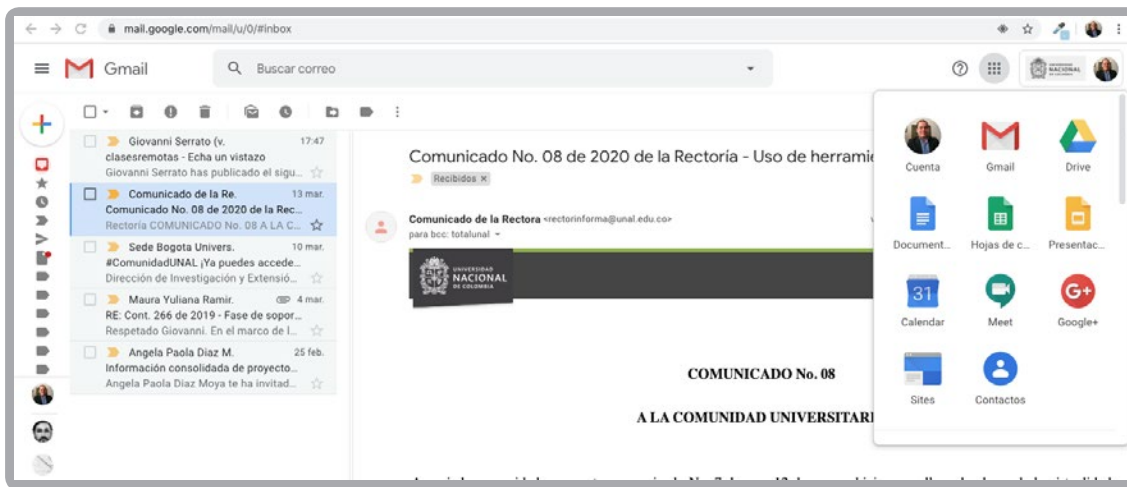 mail.google.com/mail/u/0/#inbox
Gmail
Buscar correo
UNIVERSIDAD
NACIONAL
DE COLOMBIA
Giovanni Serrato (v. 17:47
clasesremotas - Echa un vistazo
Giovanni Serrato has publicado el sigu...
Comunicado de la Re. 13 mar.
Comunicado No. 08 de 2020 de la Rec...
Rectoría COMUNICADO No. 08 A LA C...
Sede Bogota Univers. 10 mar.
#ComunidadUNAL ¡Ya puedes accede...
Dirección de Investigación y Extensió...
Maura Yuliana Ramir. 4 mar.
RE: Cont. 266 de 2019 - Fase de sopor...
Respetado Giovanni. En el marco de l...
Angela Paola Diaz M. 25 feb.
Información consolidada de proyecto...
Angela Paola Diaz Moya te ha invitad...
Comunicado No. 08 de 2020 de la Rectoría - Uso de herramie
Recibidos ×
Comunicado de la Rectora <rectorinforma@unal.edu.co>
para bcc: totalunal
UNIVERSIDAD
NACIONAL
DE COLOMBIA
COMUNICADO No. 08
A LA COMUNIDAD UNIVERSITARI
Cuenta Gmail Drive
Document... Hojas de c... Presentac...
31
Calendar Meet Google+
G+
Sites Contactos